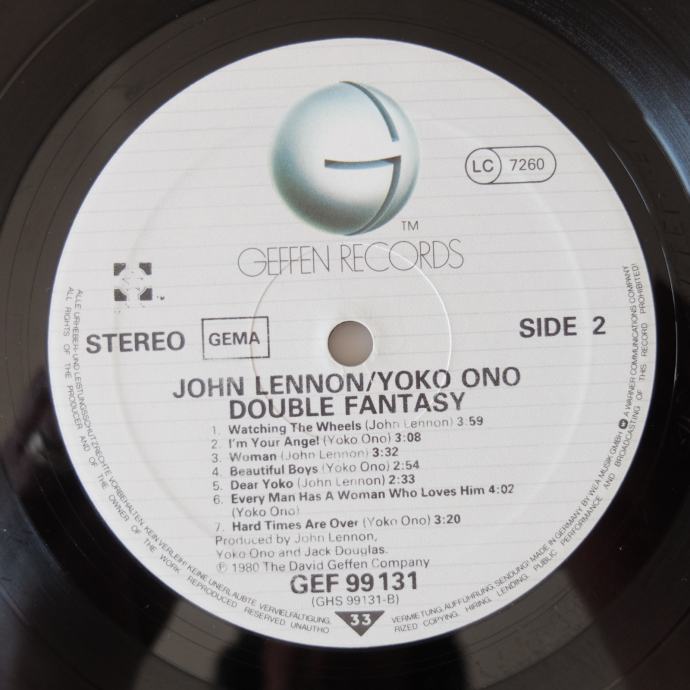 LC 7260
TM
GEFFEN RECORDS
STEREO GEMA SIDE 2
JOHN LENNON/YOKO ONO
DOUBLE FANTASY
1. Watching The Wheels (John Lennon) 3:59
2. I'm Your Angel (Yoko Ono) 3:08
3. Woman (John Lennon) 3:32
4. Beautiful Boys (Yoko Ono) 2:54
5. Dear Yoko (John Lennon) 2:33
6. Every Man Has A Woman Who Loves Him 4:02
(Yoko Ono)
7. Hard Times Are Over (Yoko Ono) 3:20
Produced by John Lennon,
Yoko Ono and Jack Douglas.
℗ 1980 The David Geffen Company
GEF 99131
(GHS 99131-B)
33
ALLE URHEBER- UND LEISTUNGSSCHUTZRECHTE VORBEHALTEN. KEIN VERLEIH! KEINE UNERLAUBTE VERVIELFÄLTIGUNG, VERMIETUNG, AUFFÜHRUNG, SENDUNG! MADE IN GERMANY BY WEA MUSIK GMBH A WARNER COMMUNICATIONS COMPANY
ALL RIGHTS OF THE PRODUCER AND OF THE OWNER OF THE WORK REPRODUCED RESERVED UNAUTHORIZED COPYING, HIRING, LENDING, PUBLIC PERFORMANCE AND BROADCASTING OF THIS RECORD PROHIBITED!